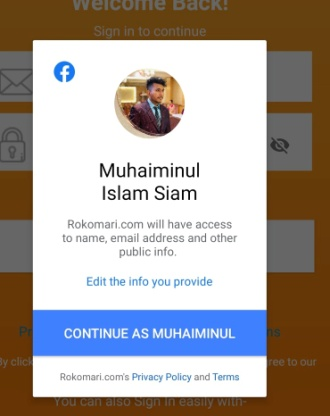 Welcome Back!
Sign in to continue
Muhaiminul
Islam Siam
Rokomari.com will have access
to name, email address and other
public info.
Edit the info you provide
CONTINUE AS MUHAIMINUL
Rokomari.com's Privacy Policy and Terms
You can also Sign In easily with-